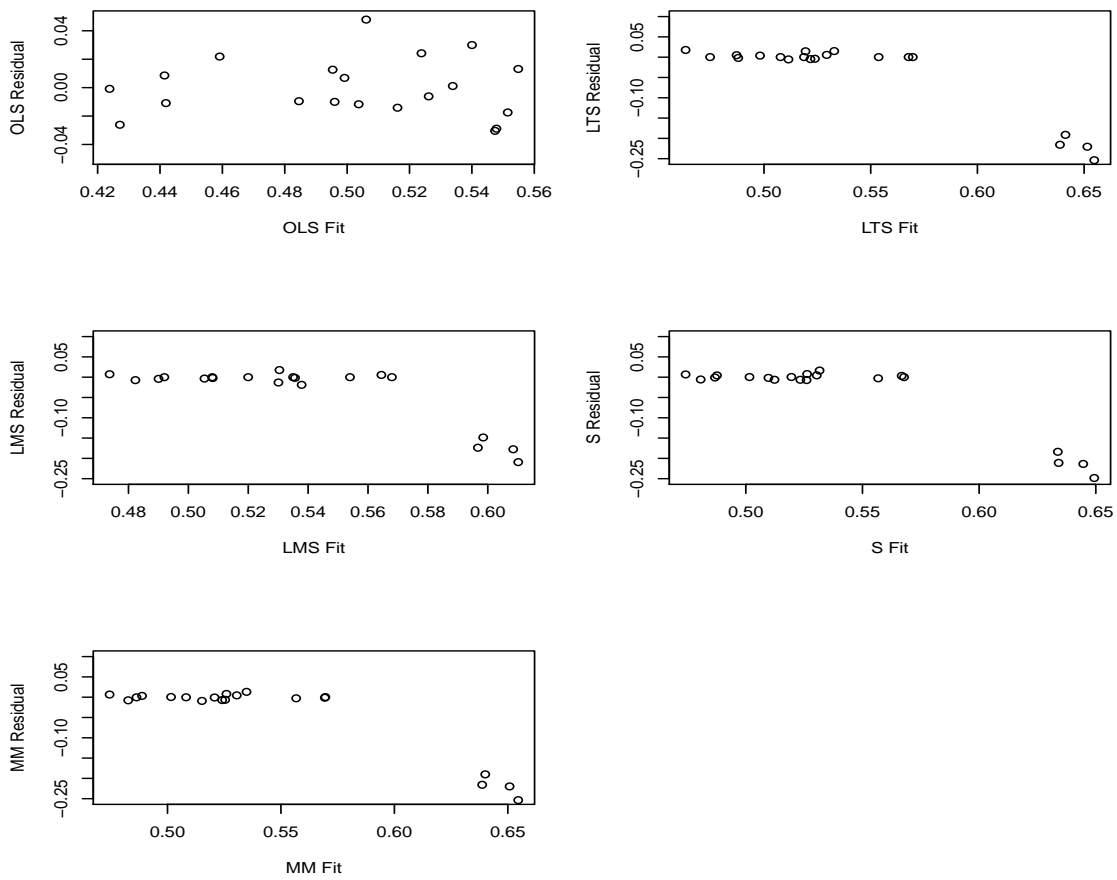 OLS Residual
0.04
0.00
−0.04
0.42 0.44 0.46 0.48 0.50 0.52 0.54 0.56
OLS Fit
LTS Residual
0.05
−0.10
−0.25
0.50 0.55 0.60 0.65
LTS Fit
LMS Residual
0.05
−0.10
−0.25
0.48 0.50 0.52 0.54 0.56 0.58 0.60
LMS Fit
S Residual
0.05
−0.10
−0.25
0.50 0.55 0.60 0.65
S Fit
MM Residual
0.05
−0.10
−0.25
0.50 0.55 0.60 0.65
MM Fit